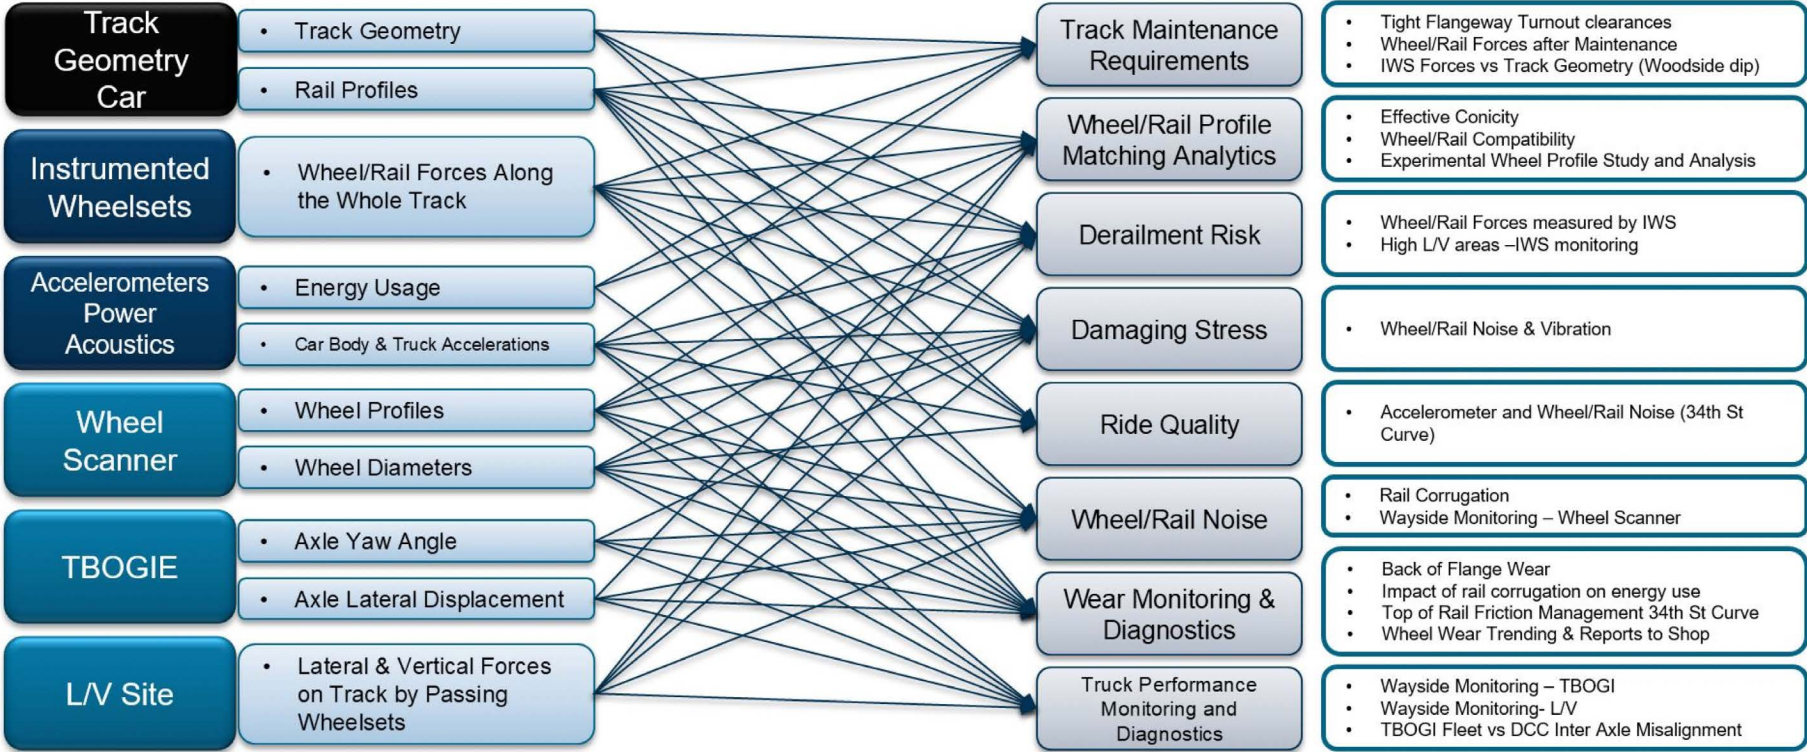 Track
Geometry
Car
• Track Geometry
• Rail Profiles
Instrumented
Wheelsets
• Wheel/Rail Forces Along
the Whole Track
Accelerometers
Power
Acoustics
• Energy Usage
• Car Body & Truck Accelerations
Wheel
Scanner
• Wheel Profiles
• Wheel Diameters
TBOGIE
• Axle Yaw Angle
• Axle Lateral Displacement
L/V Site
• Lateral & Vertical Forces
on Track by Passing
Wheelsets
Track Maintenance
Requirements
Wheel/Rail Profile
Matching Analytics
Derailment Risk
Damaging Stress
Ride Quality
Wheel/Rail Noise
Wear Monitoring &
Diagnostics
Truck Performance
Monitoring and
Diagnostics
• Tight Flangeway Turnout clearances
• Wheel/Rail Forces after Maintenance
• IWS Forces vs Track Geometry (Woodside dip)
• Effective Conicity
• Wheel/Rail Compatibility
• Experimental Wheel Profile Study and Analysis
• Wheel/Rail Forces measured by IWS
• High L/V areas –IWS monitoring
• Wheel/Rail Noise & Vibration
• Accelerometer and Wheel/Rail Noise (34th St
Curve)
• Rail Corrugation
• Wayside Monitoring – Wheel Scanner
• Back of Flange Wear
• Impact of rail corrugation on energy use
• Top of Rail Friction Management 34th St Curve
• Wheel Wear Trending & Reports to Shop
• Wayside Monitoring – TBOGI
• Wayside Monitoring- L/V
• TBOGI Fleet vs DCC Inter Axle Misalignment